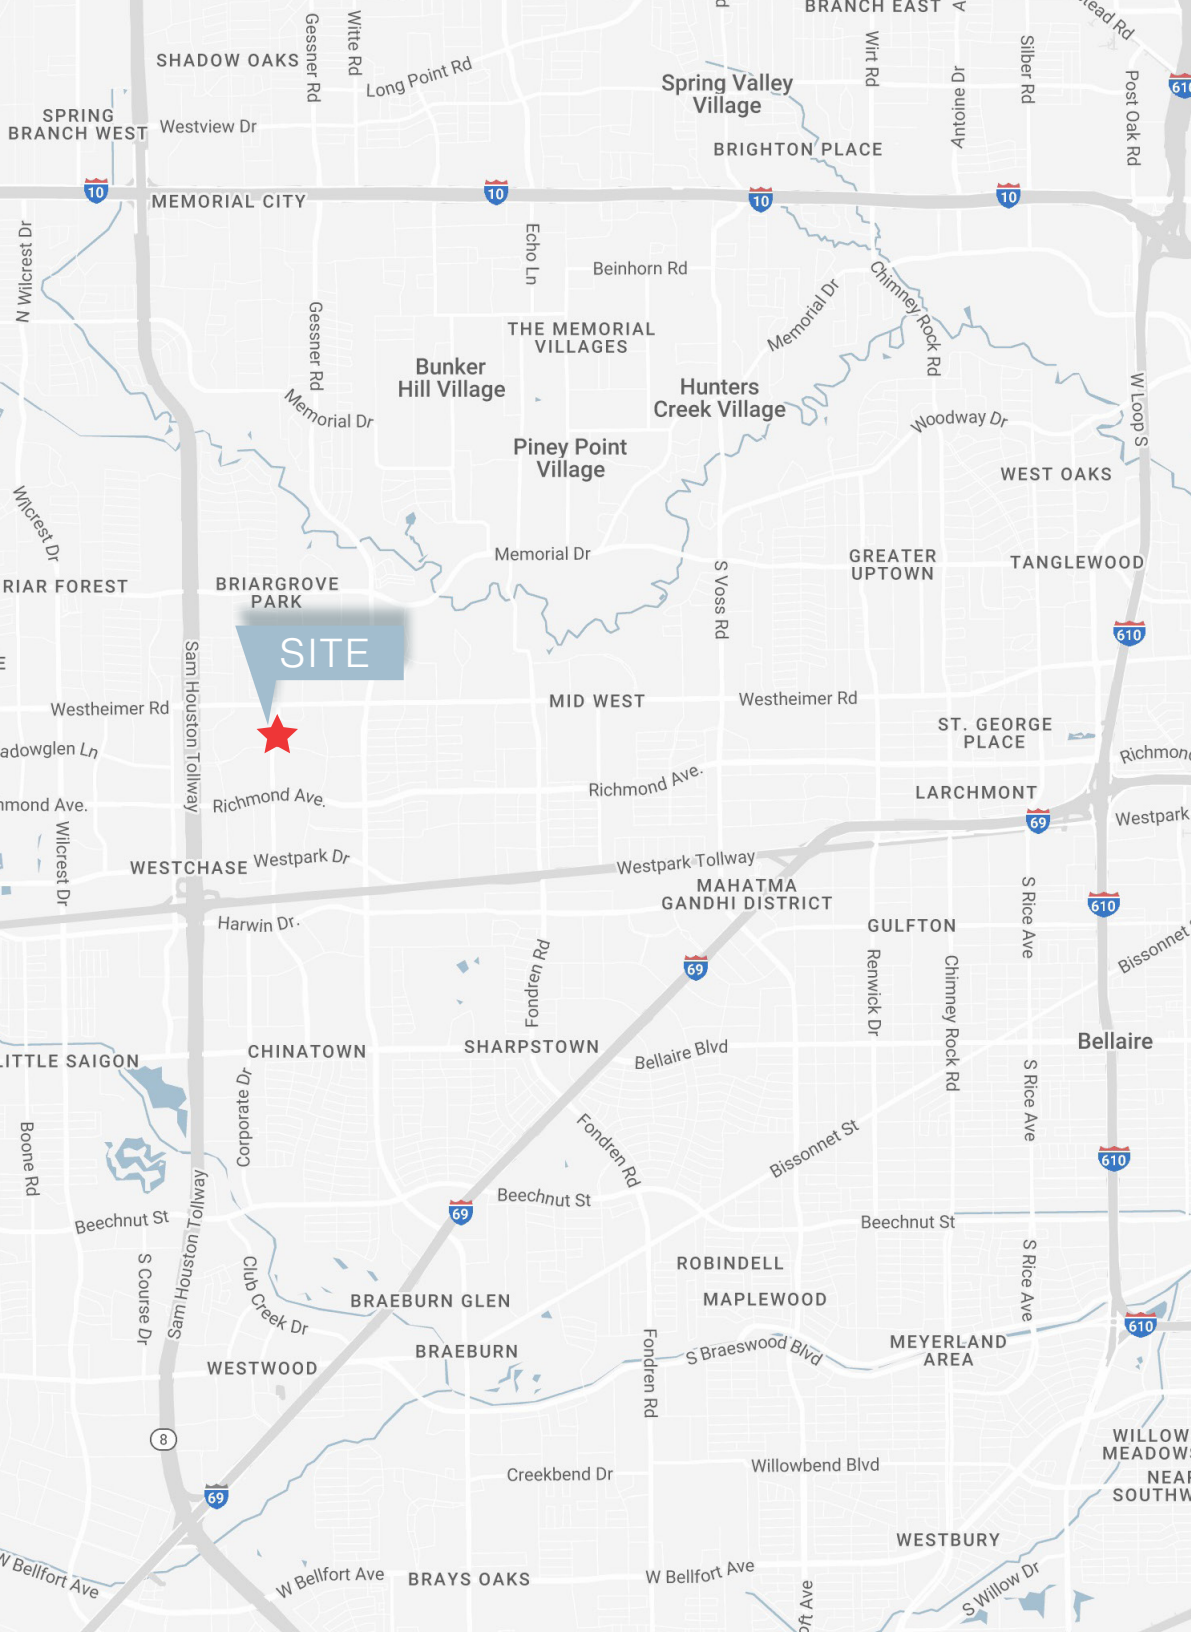 BRANCH EAST
Gessner Rd
Witte Rd
SHADOW OAKS
Long Point Rd
Wirt Rd
Antoine Dr
Silber Rd
Post Oak Rd
610
Spring Valley
Village
SPRING
BRANCH WEST
Westview Dr
BRIGHTON PLACE
10
10
10
10
MEMORIAL CITY
N Wilcrest Dr
Echo Ln
Beinhorn Rd
Gessner Rd
Memorial Dr
Chimney Rock Rd
THE MEMORIAL
VILLAGES
Bunker
Hill Village
Hunters
Creek Village
W Loop S
Memorial Dr
Woodway Dr
Piney Point
Village
WEST OAKS
Wilcrest Dr
Memorial Dr
S Voss Rd
GREATER
UPTOWN
TANGLEWOOD
RIAR FOREST
BRIARGROVE
PARK
610
SITE
Sam Houston Tollway
Westheimer Rd
MID WEST
Westheimer Rd
ST. GEORGE
PLACE
adowglen Ln
Richmond
Richmond Ave.
Richmond Ave.
hmond Ave.
LARCHMONT
69
Westpark
Wilcrest Dr
WESTCHASE
Westpark Dr
Westpark Tollway
MAHATMA
GANDHI DISTRICT
S Rice Ave
610
Harwin Dr.
GULFTON
Bissonnet
Fondren Rd
69
Renwick Dr
Chimney Rock Rd
Bellaire
LITTLE SAIGON
CHINATOWN
SHARPSTOWN
Bellaire Blvd
S Rice Ave
Corporate Dr
Boone Rd
Fondren Rd
Bissonnet St
610
Sam Houston Tollway
Beechnut St
69
Beechnut St
Beechnut St
S Course Dr
Club Creek Dr
ROBINDELL
S Rice Ave
BRAEBURN GLEN
MAPLEWOOD
610
BRAEBURN
Fondren Rd
S Braeswood Blvd
MEYERLAND
AREA
WESTWOOD
8
WILLOW
MEADOWS
Creekbend Dr
Willowbend Blvd
NEAR
SOUTHW
69
WESTBURY
W Bellfort Ave
W Bellfort Ave
BRAYS OAKS
W Bellfort Ave
S Willow Dr
oft Ave